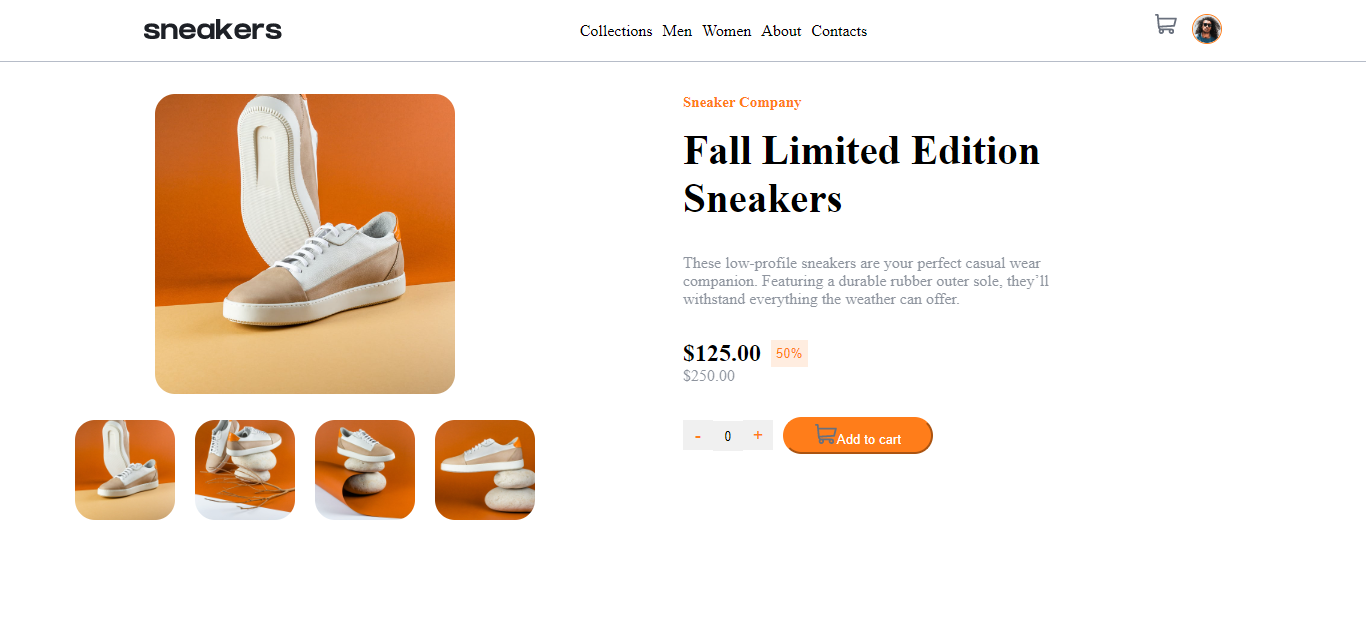 sneakers
Collections Men Women About Contacts
Sneaker Company
Fall Limited Edition
Sneakers
These low-profile sneakers are your perfect casual wear
companion. Featuring a durable rubber outer sole, they’ll
withstand everything the weather can offer.
$125.00 50%
$250.00
- 0 + Add to cart